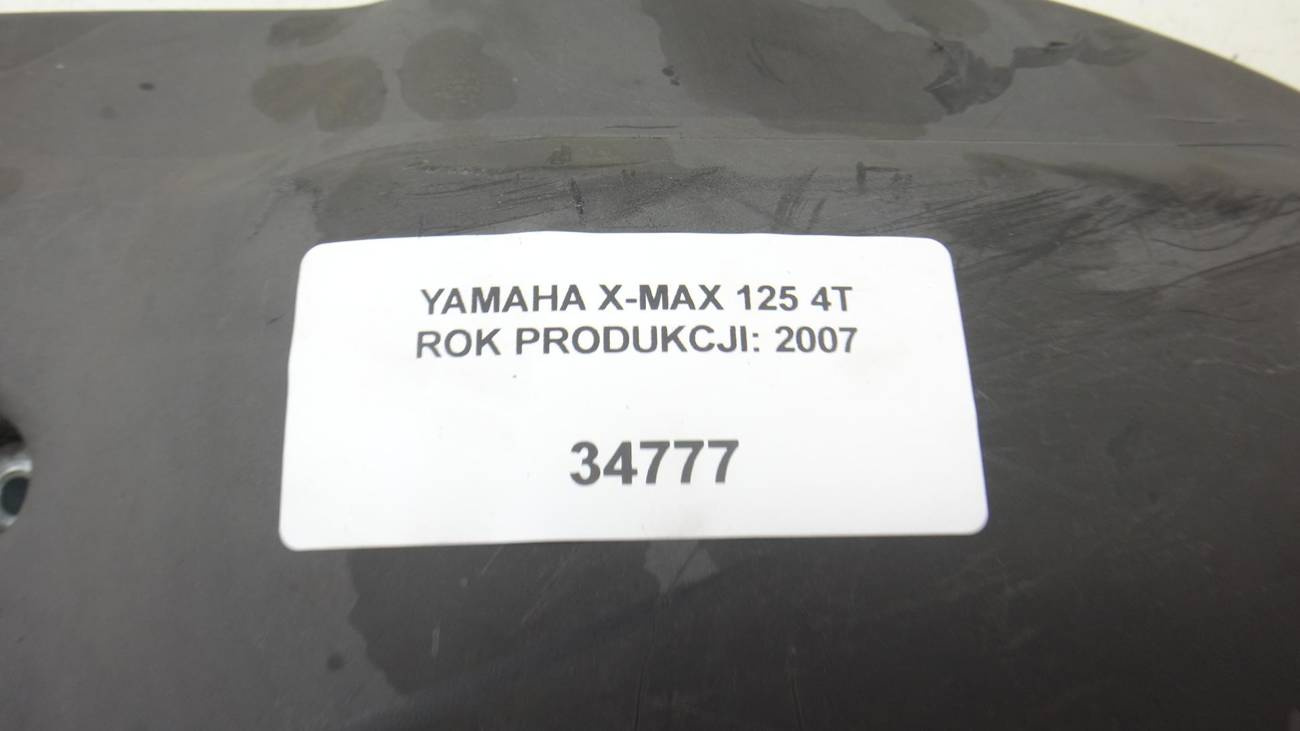 YAMAHA X-MAX 125 4T
ROK PRODUKCJI: 2007
34777